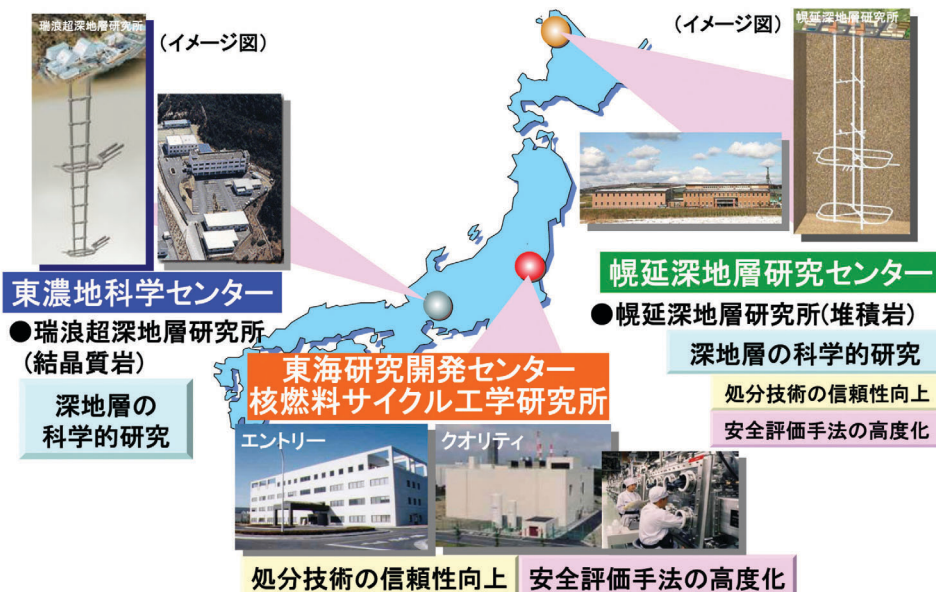 瑞浪超深地層研究所
(イメージ図)
東濃地科学センター
●瑞浪超深地層研究所
(結晶質岩)
深地層の
科学的研究
(イメージ図)
幌延深地層研究所
幌延深地層研究センター
●幌延深地層研究所(堆積岩)
深地層の科学的研究
処分技術の信頼性向上
安全評価手法の高度化
東海研究開発センター
核燃料サイクル工学研究所
エントリー
クオリティ
処分技術の信頼性向上
安全評価手法の高度化